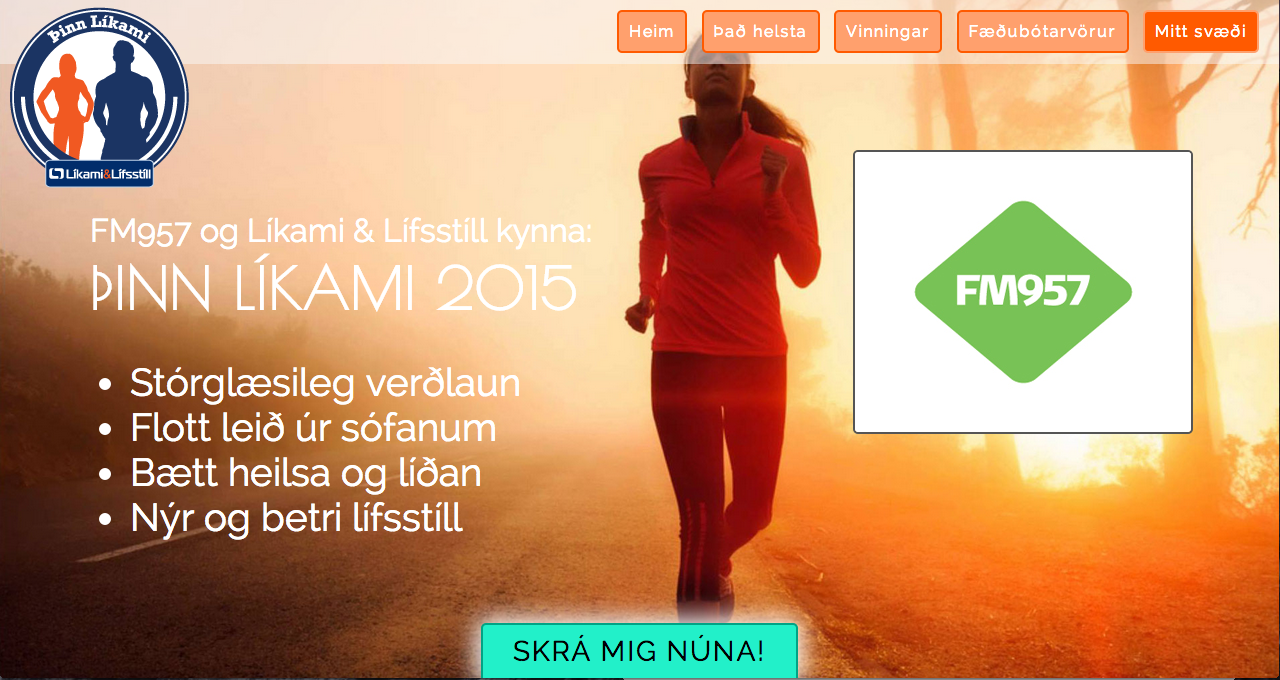 Þinn Líkami
Líkami&Lífsstíll
Heim
Það helsta
Vinningar
Fæðubótarvörur
Mitt svæði
FM957 og Líkami & Lífsstíll kynna:
ÞINN LÍKAMI 2015
FM957
• Stórglæsileg verðlaun
• Flott leið úr sófanum
• Bætt heilsa og líðan
• Nýr og betri lífsstíll
SKRÁ MIG NÚNA!